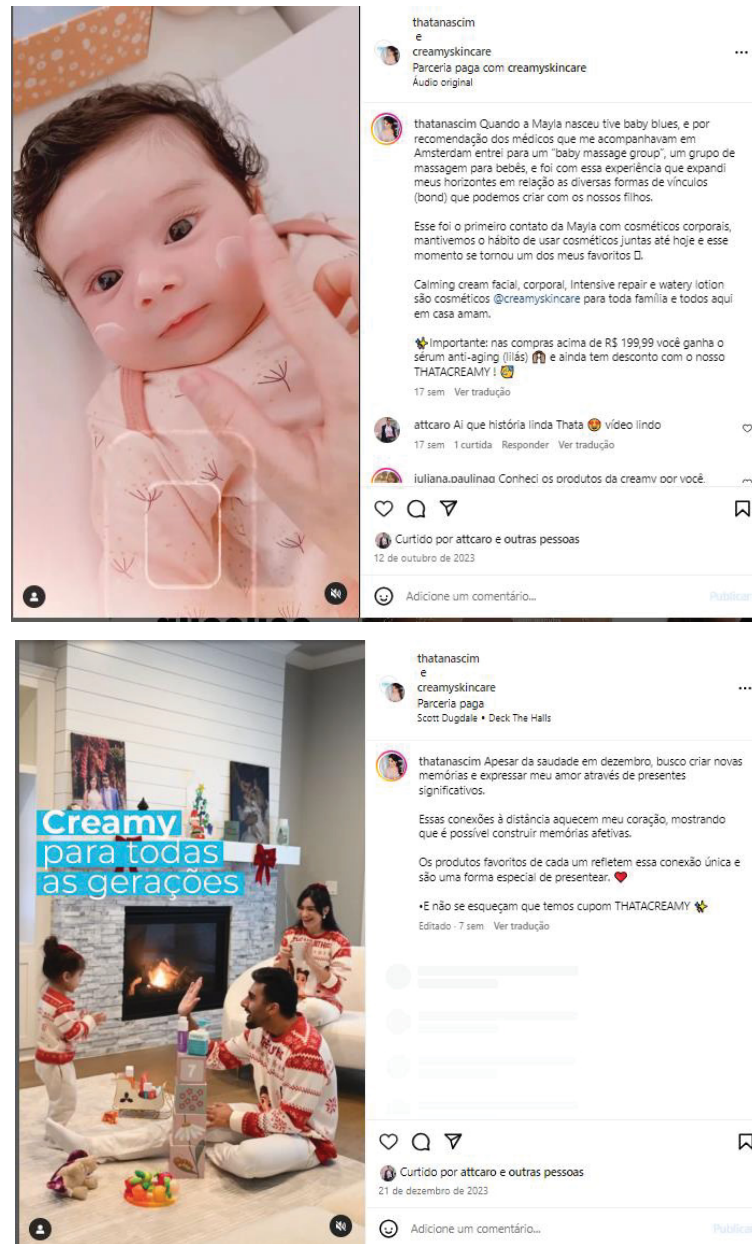 thatanascim
e
creamyskincare
Parceria paga com creamyskincare
Áudio original
thatanascim Quando a Mayla nasceu tive baby blues, e por
recomendação dos médicos que me acompanhavam em
Amsterdam entrei para um "baby massage group", um grupo de
massagem para bebês, e foi com essa experiência que expandi
meus horizontes em relação as diversas formas de vínculos
(bond) que podemos criar com os nossos filhos.
Esse foi o primeiro contato da Mayla com cosméticos corporais,
mantivemos o hábito de usar cosméticos juntas até hoje e esse
momento se tornou um dos meus favoritos
Calming cream facial, corporal, Intensive repair e watery lotion
são cosméticos @creamyskincare para toda família e todos aqui
em casa amam.
Importante: nas compras acima de R$ 199,99 você ganha o
sérum anti-aging (lilás) e ainda tem desconto com o nosso
THATACREAMY !
17 sem Ver tradução
attcaro Ai que história linda Thata vídeo lindo
17 sem 1 curtida Responder Ver tradução
juliana.paulinag Conheci os produtos da creamy por você,
Curtido por attcaro e outras pessoas
12 de outubro de 2023
Adicione um comentário... Publicar
thatanascim
e
creamyskincare
Parceria paga
Scott Dugdale • Deck The Halls
thatanascim Apesar da saudade em dezembro, busco criar novas
memórias e expressar meu amor através de presentes
significativos.
Essas conexões à distância aquecem meu coração, mostrando
que é possível construir memórias afetivas.
Os produtos favoritos de cada um refletem essa conexão única e
são uma forma especial de presentear.
•E não se esqueçam que temos cupom THATACREAMY
Editado · 7 sem Ver tradução
Creamy
para todas
as gerações
7
Curtido por attcaro e outras pessoas
21 de dezembro de 2023
Adicione um comentário... Publicar